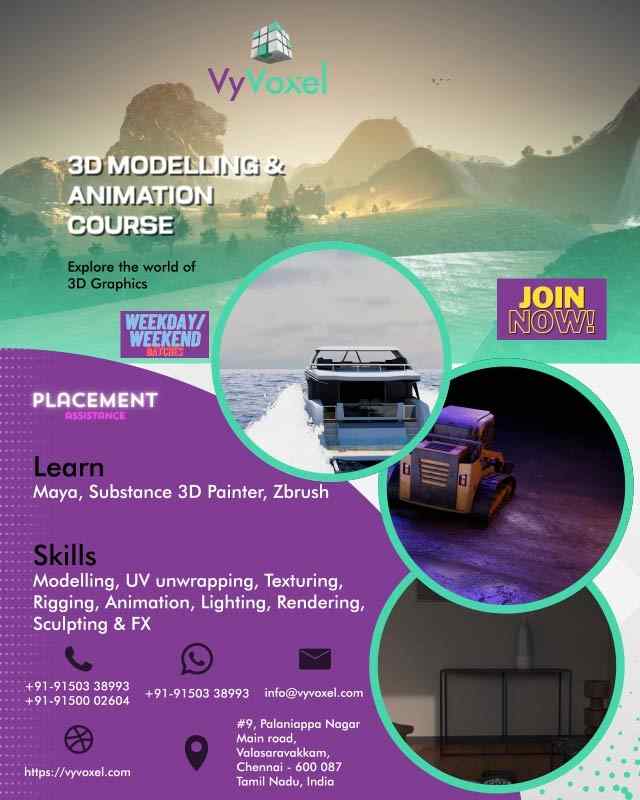 VyVoxel
3D MODELLING &
ANIMATION
COURSE
Explore the world of
3D Graphics
JOIN
NOW!
WEEKDAY/
WEEKEND
BATCHES
PLACEMENT
ASSISTANCE
Learn
Maya, Substance 3D Painter, Zbrush
Skills
Modelling, UV unwrapping, Texturing,
Rigging, Animation, Lighting, Rendering,
Sculpting & FX
+91-91503 38993
+91-91500 02604
+91-91503 38993
info@vyvoxel.com
https://vyvoxel.com
#9, Palaniappa Nagar
Main road,
Valasaravakkam,
Chennai - 600 087
Tamil Nadu, India